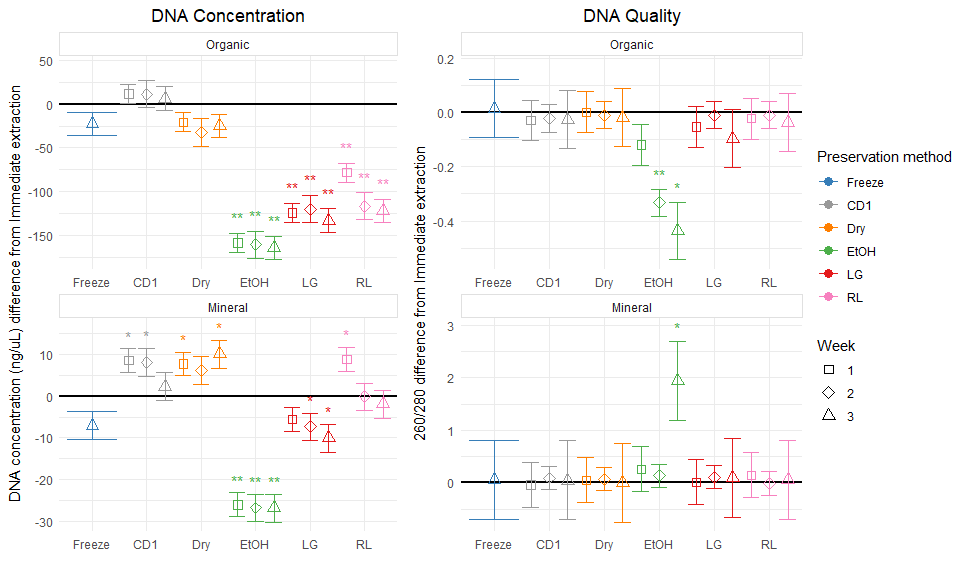 DNA Concentration
DNA Quality
DNA concentration (ng/uL) difference from Immediate extraction
Organic
50
0
-50
-100
-150
** ** ** ** ** ** ** ** **
Freeze CD1 Dry EtOH LG RL
Mineral
10
0
-10
-20
-30
* * * * * * * ** ** **
Freeze CD1 Dry EtOH LG RL
260/280 difference from Immediate extraction
Organic
0.2
0.0
-0.2
-0.4
** *
Freeze CD1 Dry EtOH LG RL
Mineral
3
2
1
0
*
Freeze CD1 Dry EtOH LG RL
Preservation method
Freeze
CD1
Dry
EtOH
LG
RL
Week
1
2
3